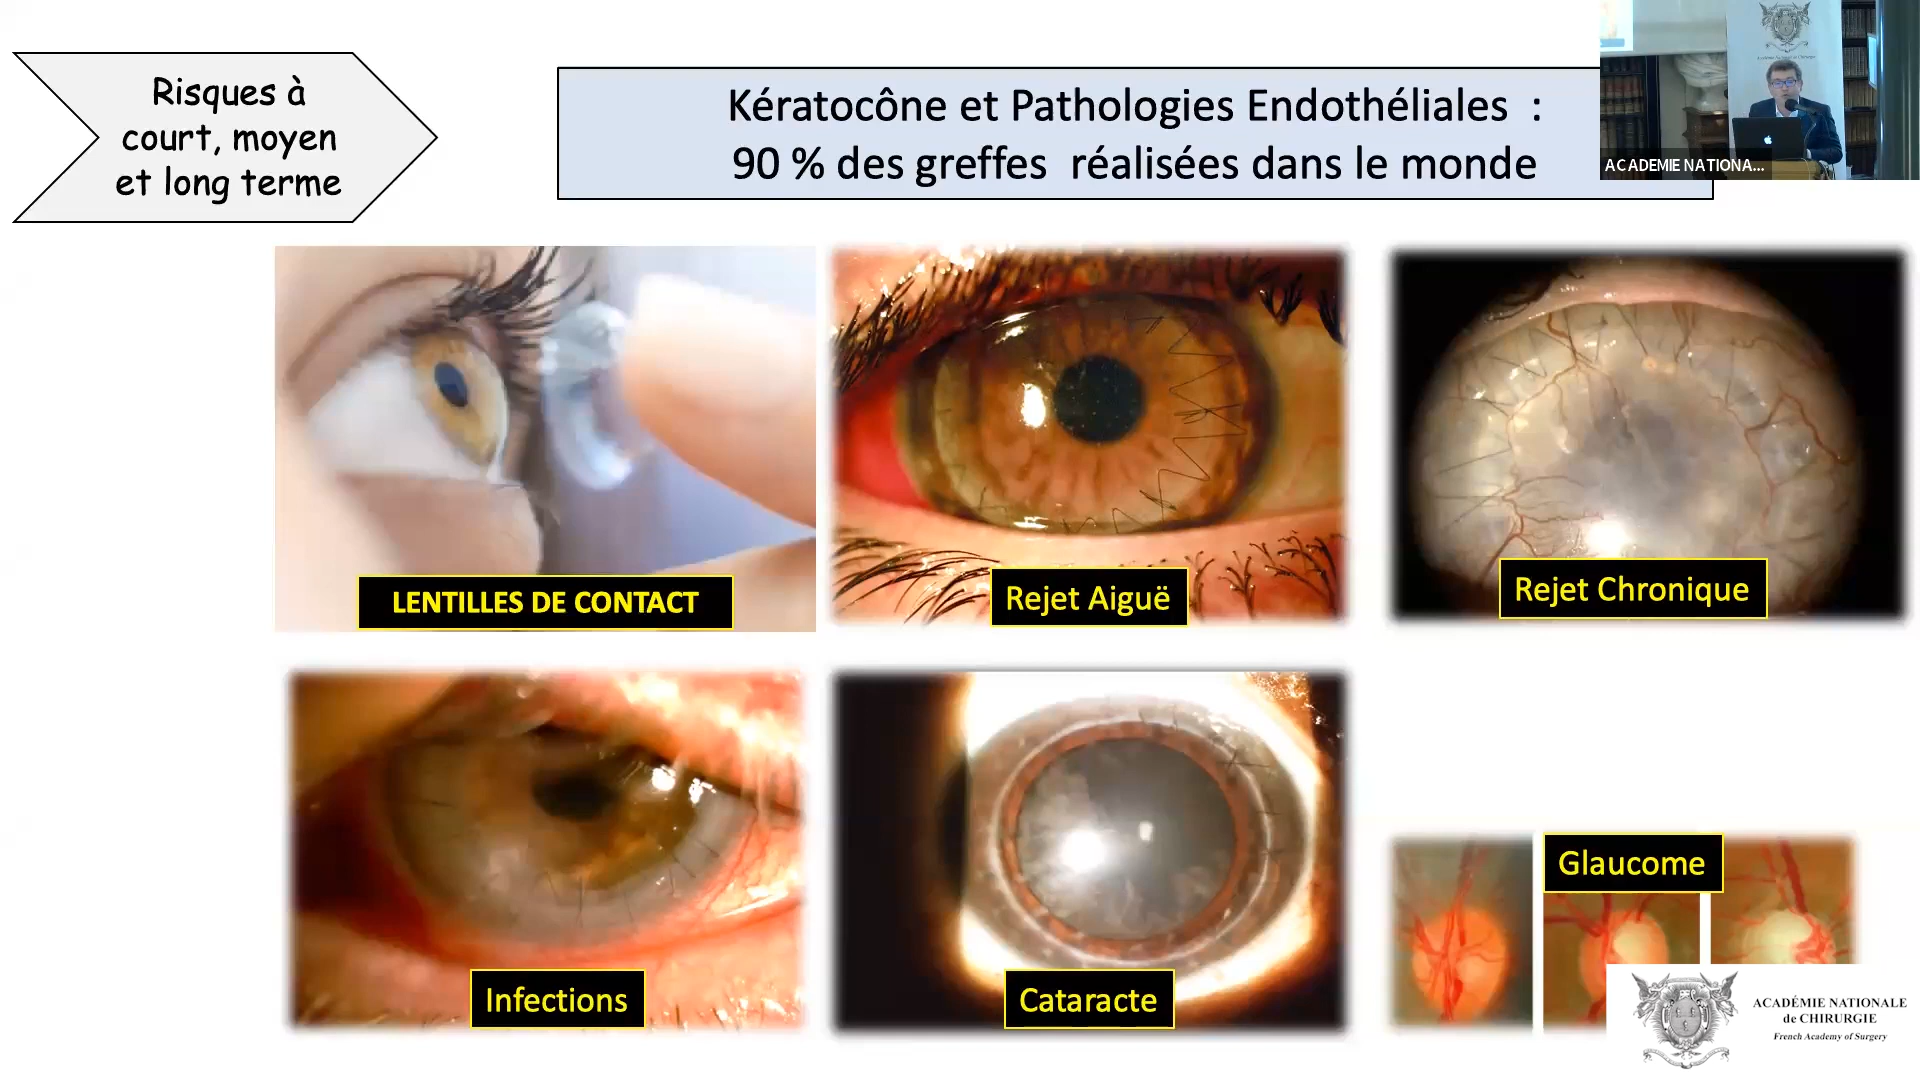 Risques à
court, moyen
et long terme
Kératocône et Pathologies Endothéliales :
90 % des greffes réalisées dans le monde
ACADEMIE NATIONA...
LENTILLES DE CONTACT
Rejet Aiguë
Rejet Chronique
Infections
Cataracte
Glaucome
ACADÉMIE NATIONALE
de CHIRURGIE
French Academy of Surgery